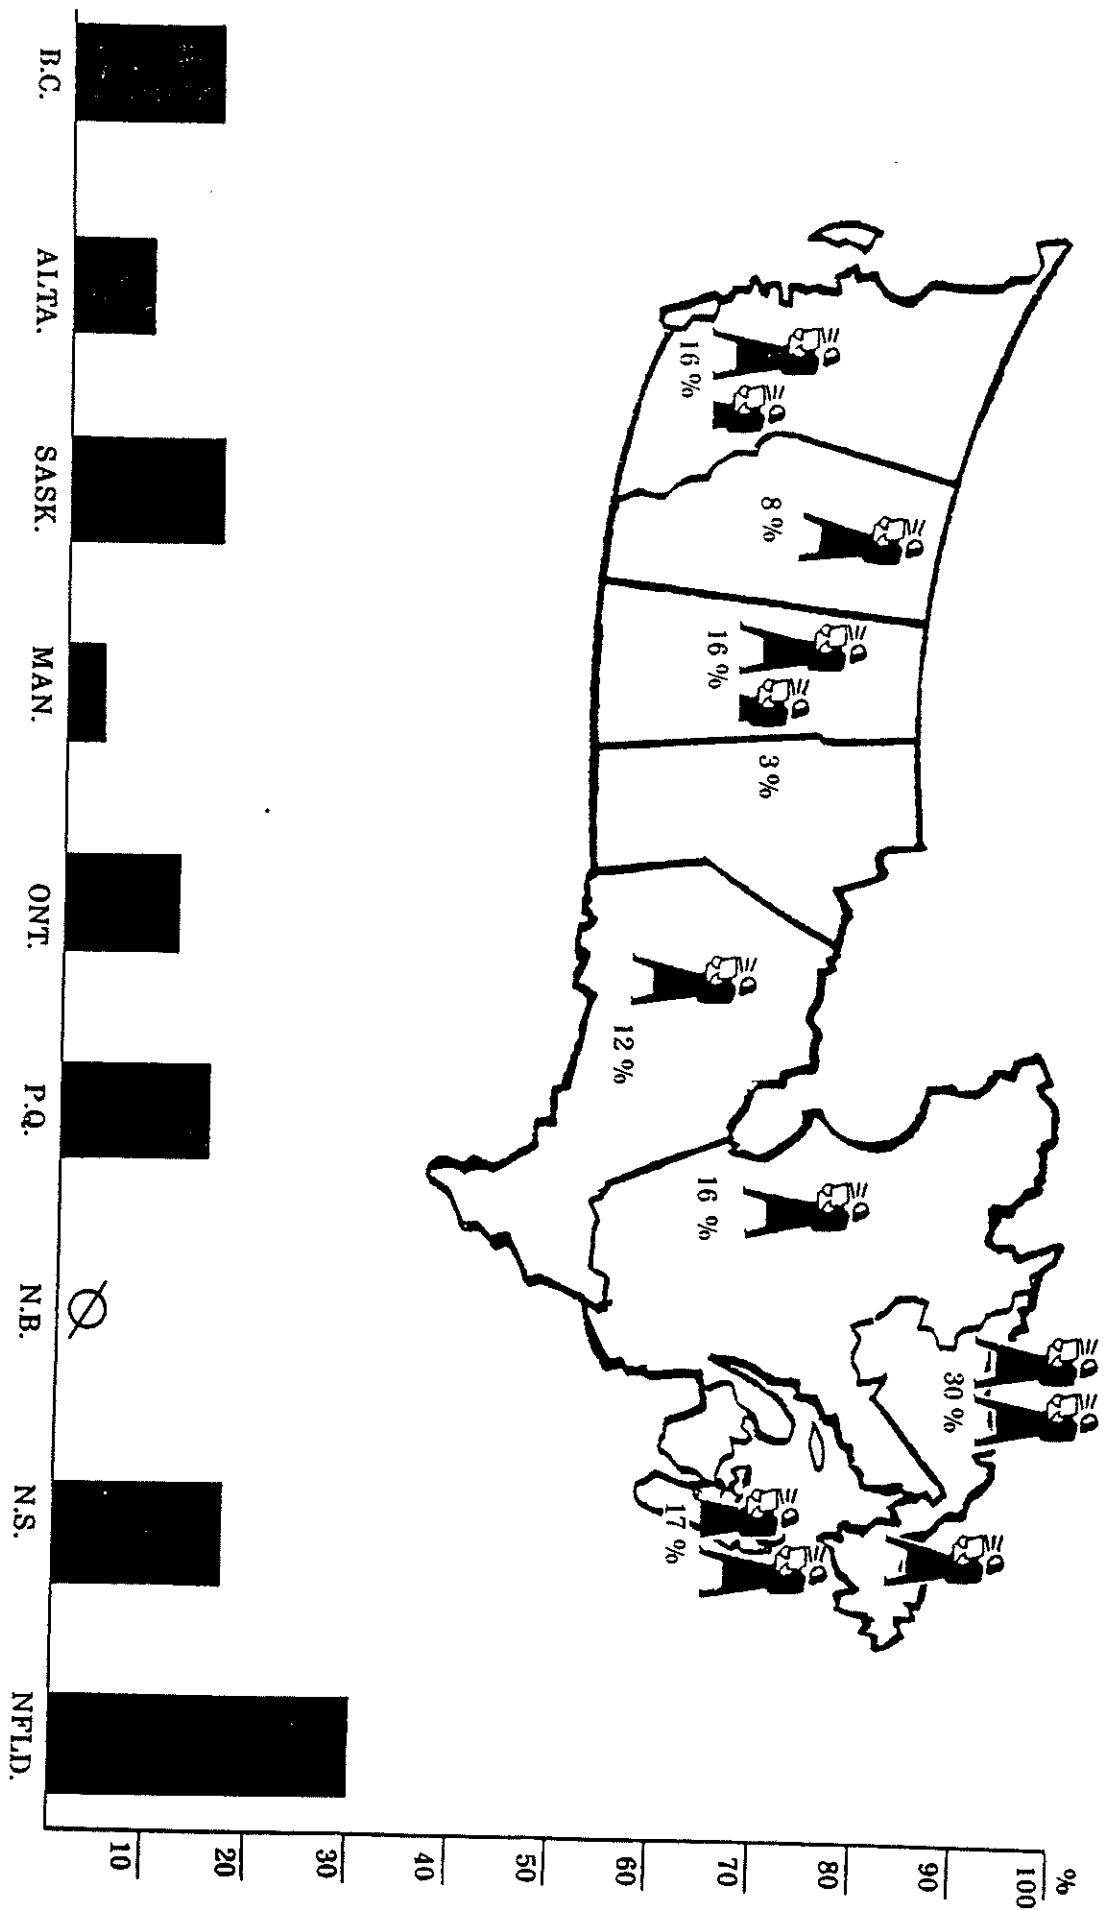 16 %
8 %
16 %
3 %
12 %
16 %
30 %
17 %
%
100
90
80
70
60
50
40
30
20
10
B.C.
ALTA.
SASK.
MAN.
ONT.
P.Q.
N.B.
N.S.
NFLD.